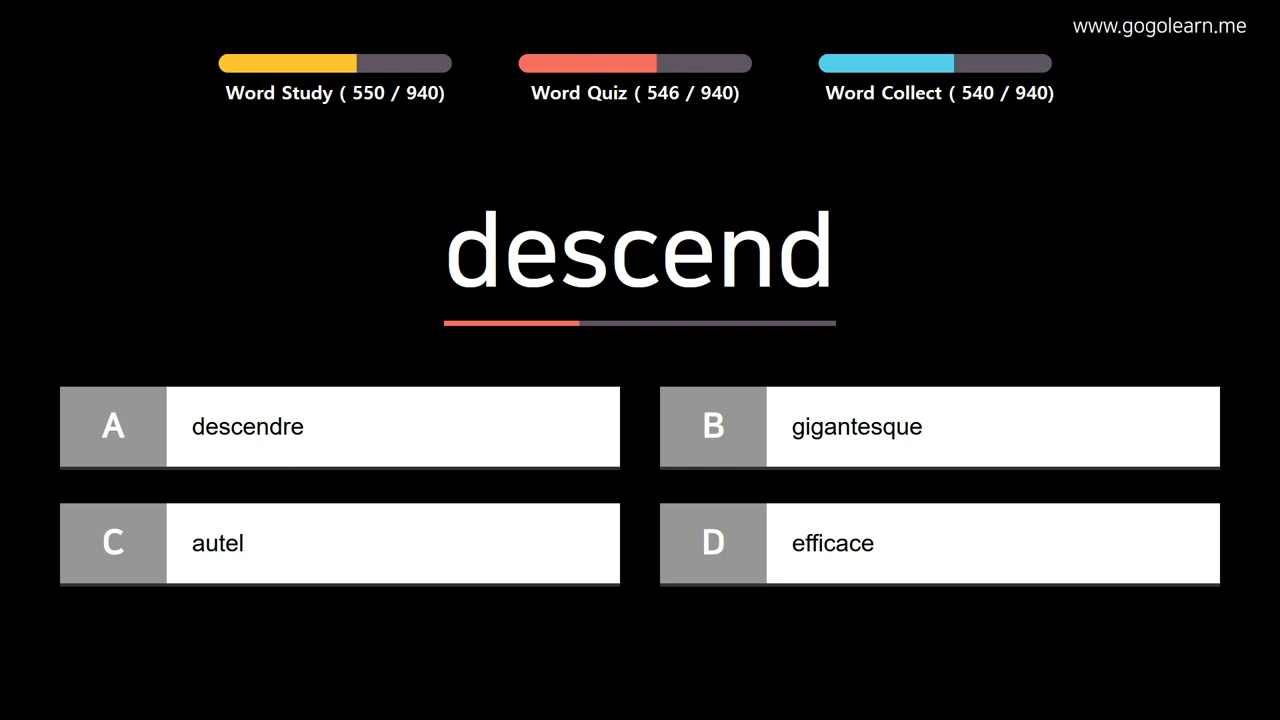 www.gogolearn.me
Word Study ( 550 / 940)
Word Quiz ( 546 / 940)
Word Collect ( 540 / 940)
descend
A descendre
B gigantesque
C autel
D efficace